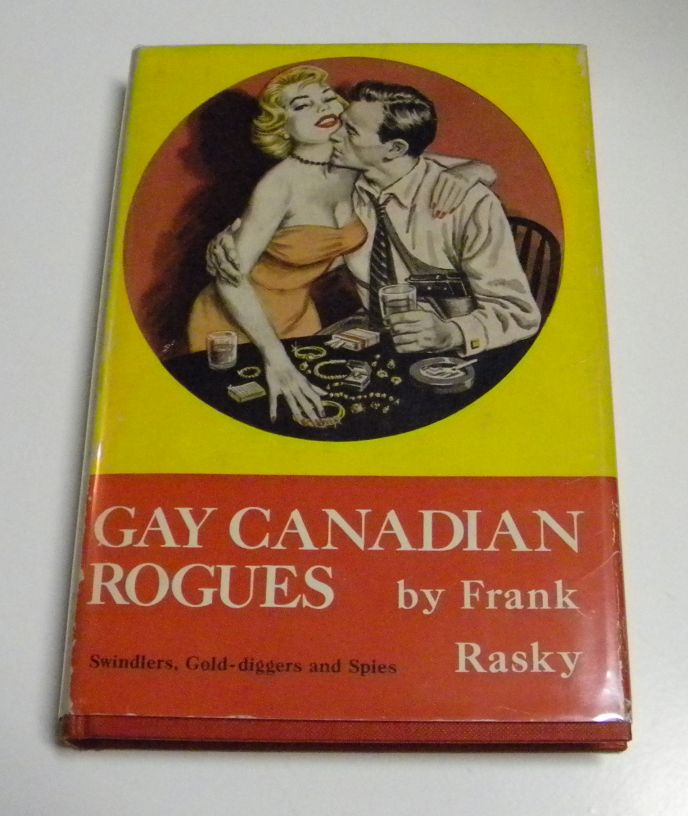 GAY CANADIAN
ROGUES by Frank
Swindlers, Gold-diggers and Spies Rasky